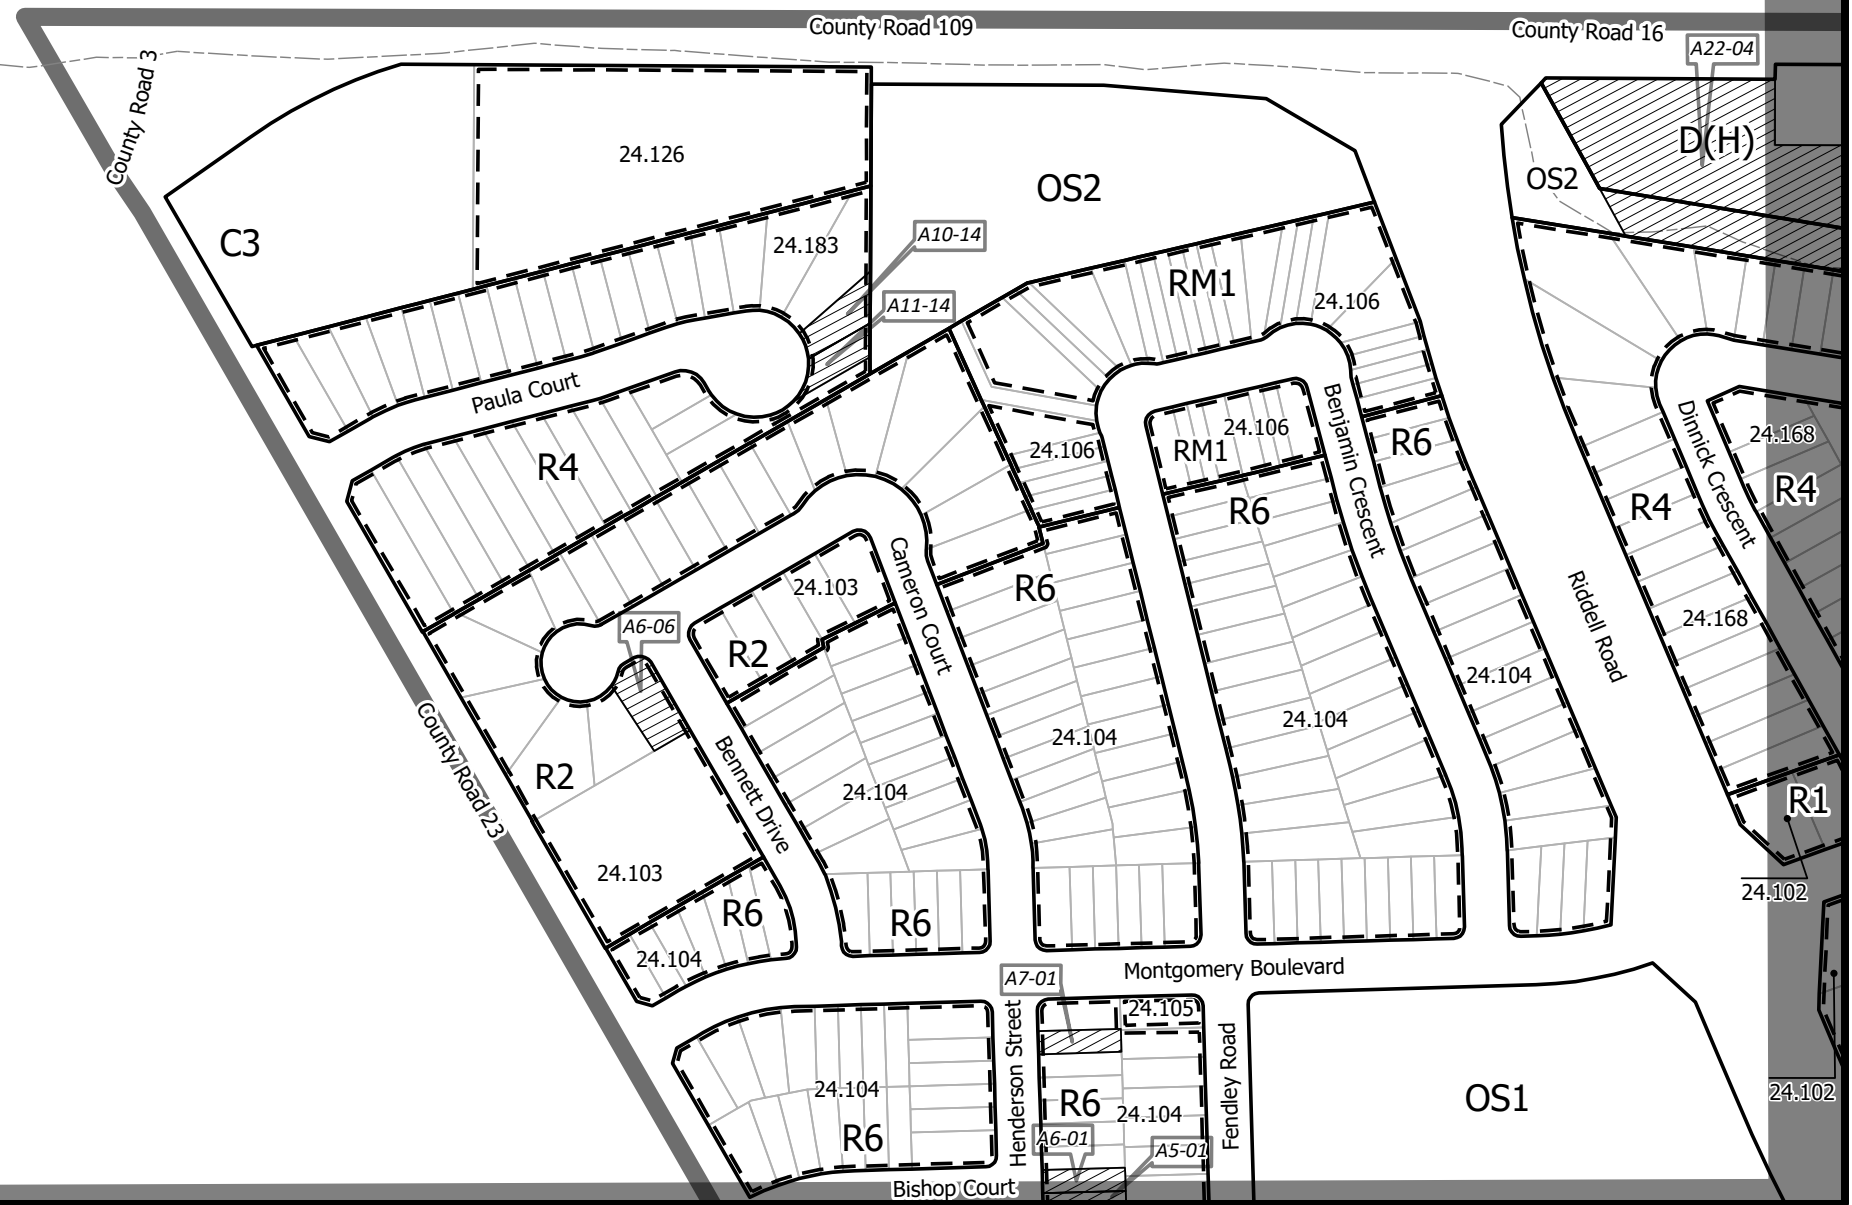 County Road 109
County Road 16
County Road 3
A22-04
24.126
D(H)
OS2
OS2
C3
24.183
A10-14
A11-14
RM1
24.106
Paula Court
R4
24.106
RM1
24.106
Benjamin Crescent
R6
R6
Dinnick Crescent
24.168
R4
R4
24.168
Riddell Road
Cameron Court
24.103
R6
A6-06
R2
24.104
24.104
24.104
County Road 23
R2
Bennett Drive
24.104
24.103
R6
24.104
R6
R1
24.102
Montgomery Boulevard
A7-01
24.105
Henderson Street
Fendley Road
24.104
R6
R6
24.104
A6-01
A5-01
OS1
24.102
Bishop Court